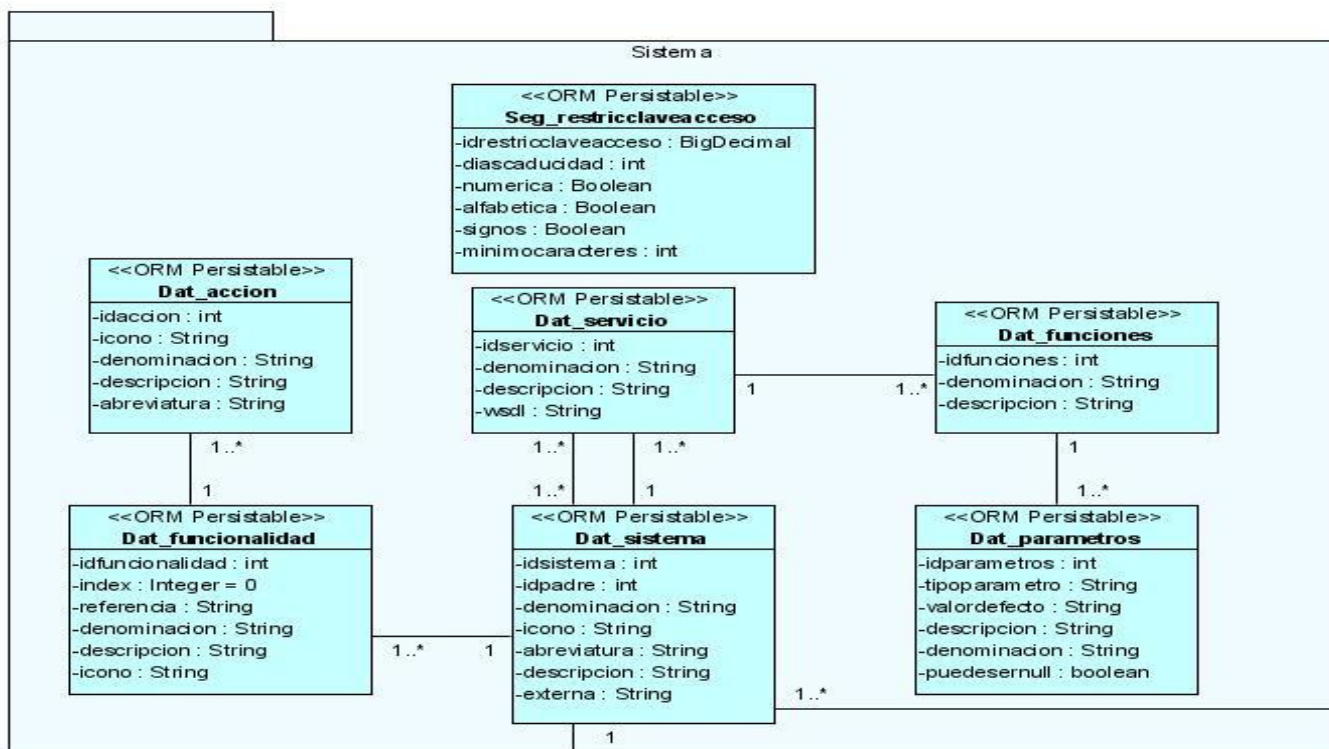 Sistema
<<ORM Persistable>>
Seg_restricclaveacceso
-idrestricclaveacceso : BigDecimal
-diascaducidad : int
-numerica : Boolean
-alfabetica : Boolean
-signos : Boolean
-minimocaracteres : int
<<ORM Persistable>>
Dat_accion
-idaccion : int
-icono : String
-denominacion : String
-descripcion : String
-abreviatura : String
<<ORM Persistable>>
Dat_servicio
-idservicio : int
-denominacion : String
-descripcion : String
-wsdl : String
<<ORM Persistable>>
Dat_funciones
-idfunciones : int
-denominacion : String
-descripcion : String
1
1..*
1..*
1
1..*
1..*
1..*
1
1
1..*
<<ORM Persistable>>
Dat_funcionalidad
-idfuncionalidad : int
-index : Integer = 0
-referencia : String
-denominacion : String
-descripcion : String
-icono : String
1..*
1
<<ORM Persistable>>
Dat_sistema
-idsistema : int
-idpadre : int
-denominacion : String
-icono : String
-abreviatura : String
-descripcion : String
-externa : String
<<ORM Persistable>>
Dat_parametros
-idparametros : int
-tipoparametro : String
-valordefecto : String
-descripcion : String
-denominacion : String
-puedesernull : boolean
1..*
1